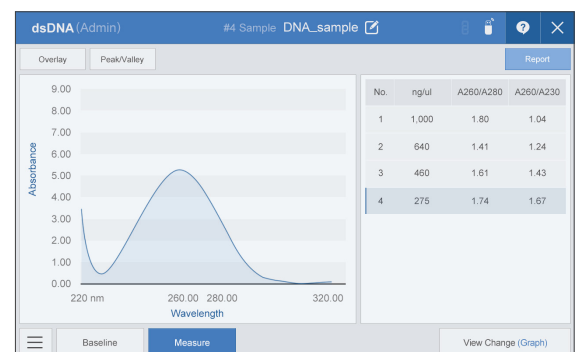 dsDNA (Admin) #4 Sample DNA_sample
Overlay Peak/Valley Report
Absorbance
9.00
8.00
7.00
6.00
5.00
4.00
3.00
2.00
1.00
0.00
220 nm 260.00 280.00 320.00
Wavelength
No. ng/ul A260/A280 A260/A230
1 1,000 1.80 1.04
2 640 1.41 1.24
3 460 1.61 1.43
4 275 1.74 1.67
Baseline Measure View Change (Graph)